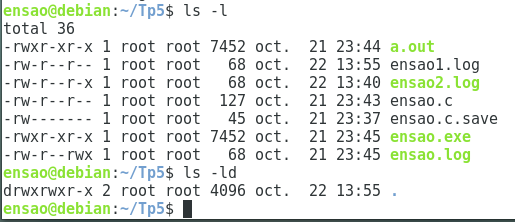 ensao@debian:~/Tp5$ ls -l
total 36
-rwxr-xr-x 1 root root 7452 oct.  21 23:44 a.out
-rw-r--r-- 1 root root   68 oct.  22 13:55 ensao1.log
-rw-r--r-x 1 root root   68 oct.  22 13:40 ensao2.log
-rw-r--r-- 1 root root  127 oct.  21 23:43 ensao.c
-rw------- 1 root root   45 oct.  21 23:37 ensao.c.save
-rwxr-xr-x 1 root root 7452 oct.  21 23:45 ensao.exe
-rw-r--rwx 1 root root   68 oct.  21 23:45 ensao.log
ensao@debian:~/Tp5$ ls -ld
drwxrwxr-x 2 root root 4096 oct.  22 13:55 .
ensao@debian:~/Tp5$